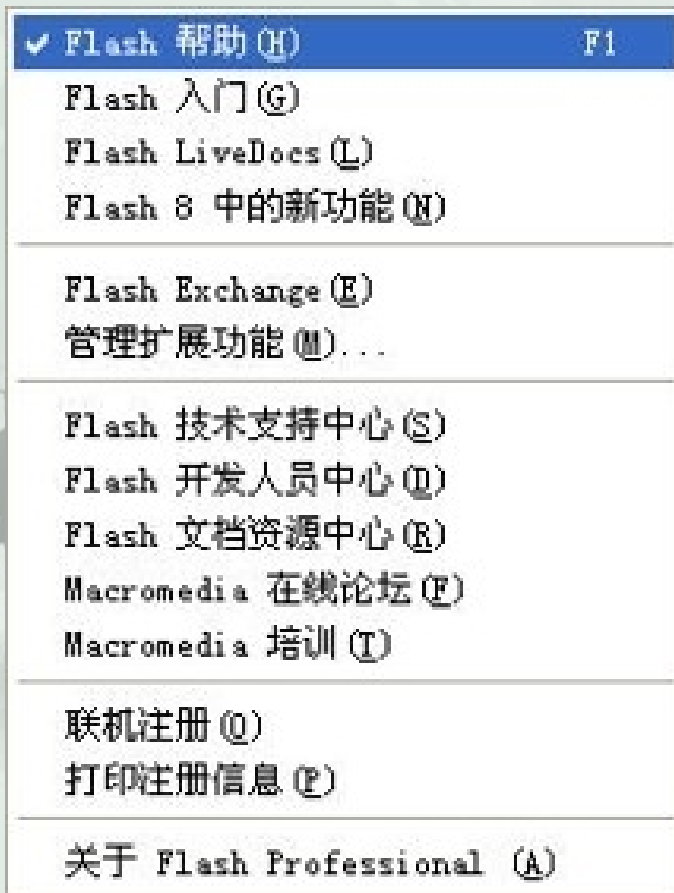 ✓ Flash 帮助(H) F1
Flash 入门(G)
Flash LiveDocs(L)
Flash 8 中的新功能(N)
Flash Exchange(E)
管理扩展功能(M)...
Flash 技术支持中心(S)
Flash 开发人员中心(D)
Flash 文档资源中心(R)
Macromedia 在线论坛(F)
Macromedia 培训(T)
联机注册(O)
打印注册信息(P)
关于 Flash Professional (A)